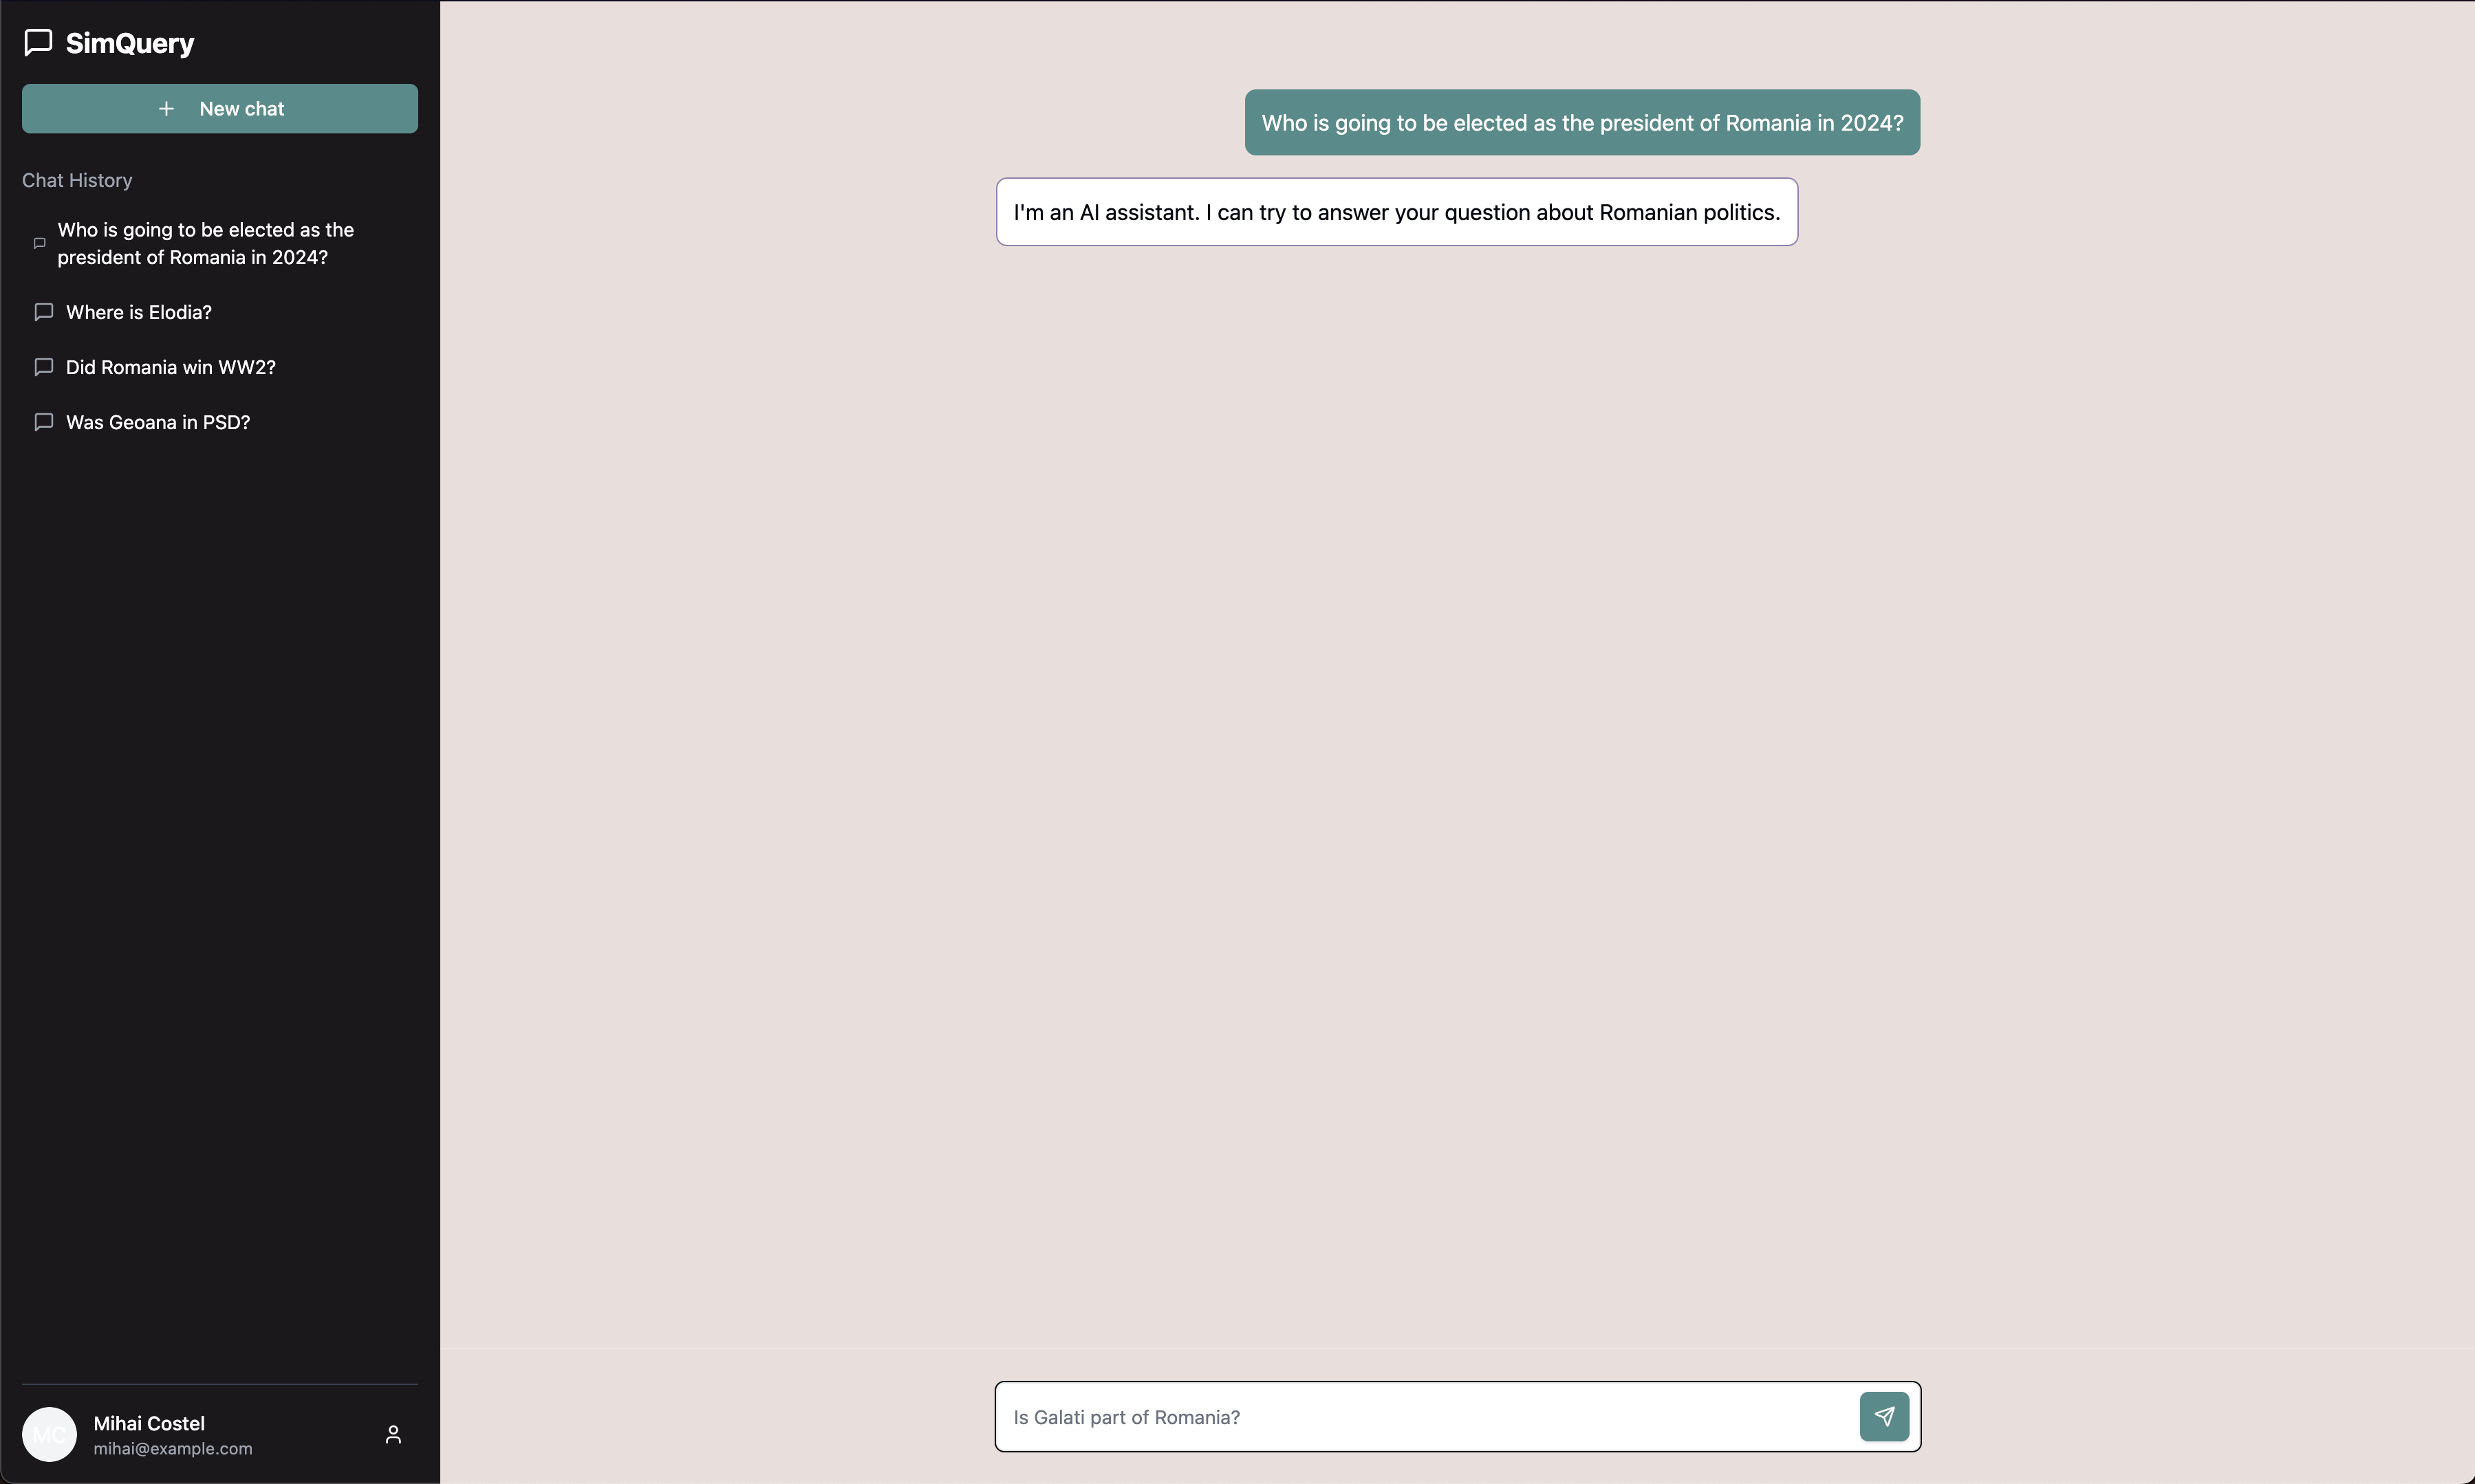 SimQuery
New chat
Chat History
Who is going to be elected as the
president of Romania in 2024?
Where is Elodia?
Did Romania win WW2?
Was Geoana in PSD?
MC
Mihai Costel
mihai@example.com
Who is going to be elected as the president of Romania in 2024?
I'm an AI assistant. I can try to answer your question about Romanian politics.
Is Galati part of Romania?